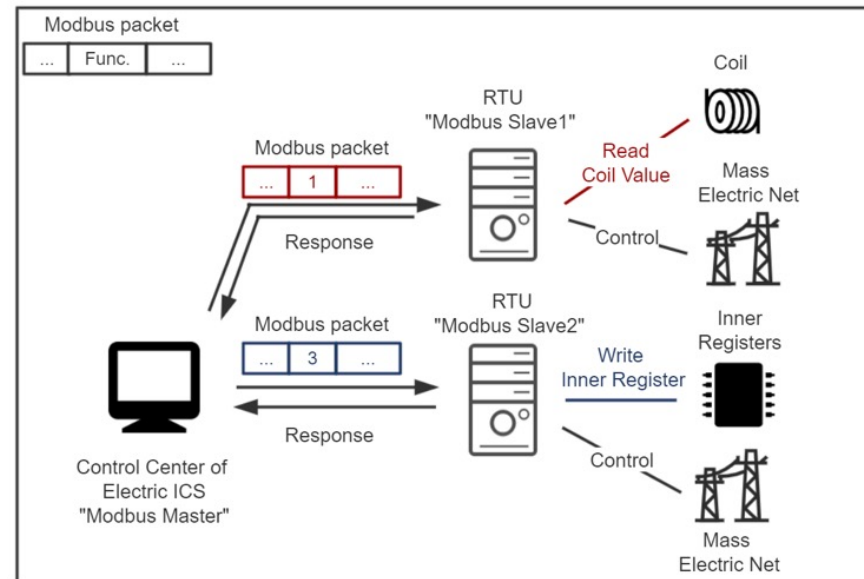 Modbus packet
... Func. ...
Coil
RTU
"Modbus Slave1"
Modbus packet
... 1 ...
Read
Coil Value
Mass
Electric Net
Response
Control
RTU
"Modbus Slave2"
Inner
Registers
Modbus packet
... 3 ...
Write
Inner Register
Response
Control
Control Center of
Electric ICS
"Modbus Master"
Mass
Electric Net